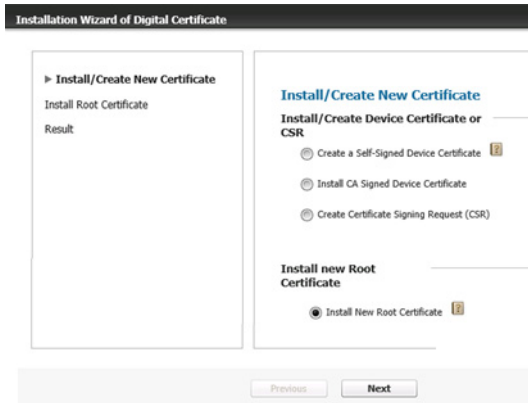 Installation Wizard of Digital Certificate
Install/Create New Certificate
Install Root Certificate
Result
Install/Create New Certificate
Install/Create Device Certificate or
CSR
Create a Self-Signed Device Certificate
Install CA Signed Device Certificate
Create Certificate Signing Request (CSR)
Install new Root
Certificate
Install New Root Certificate
Previous
Next